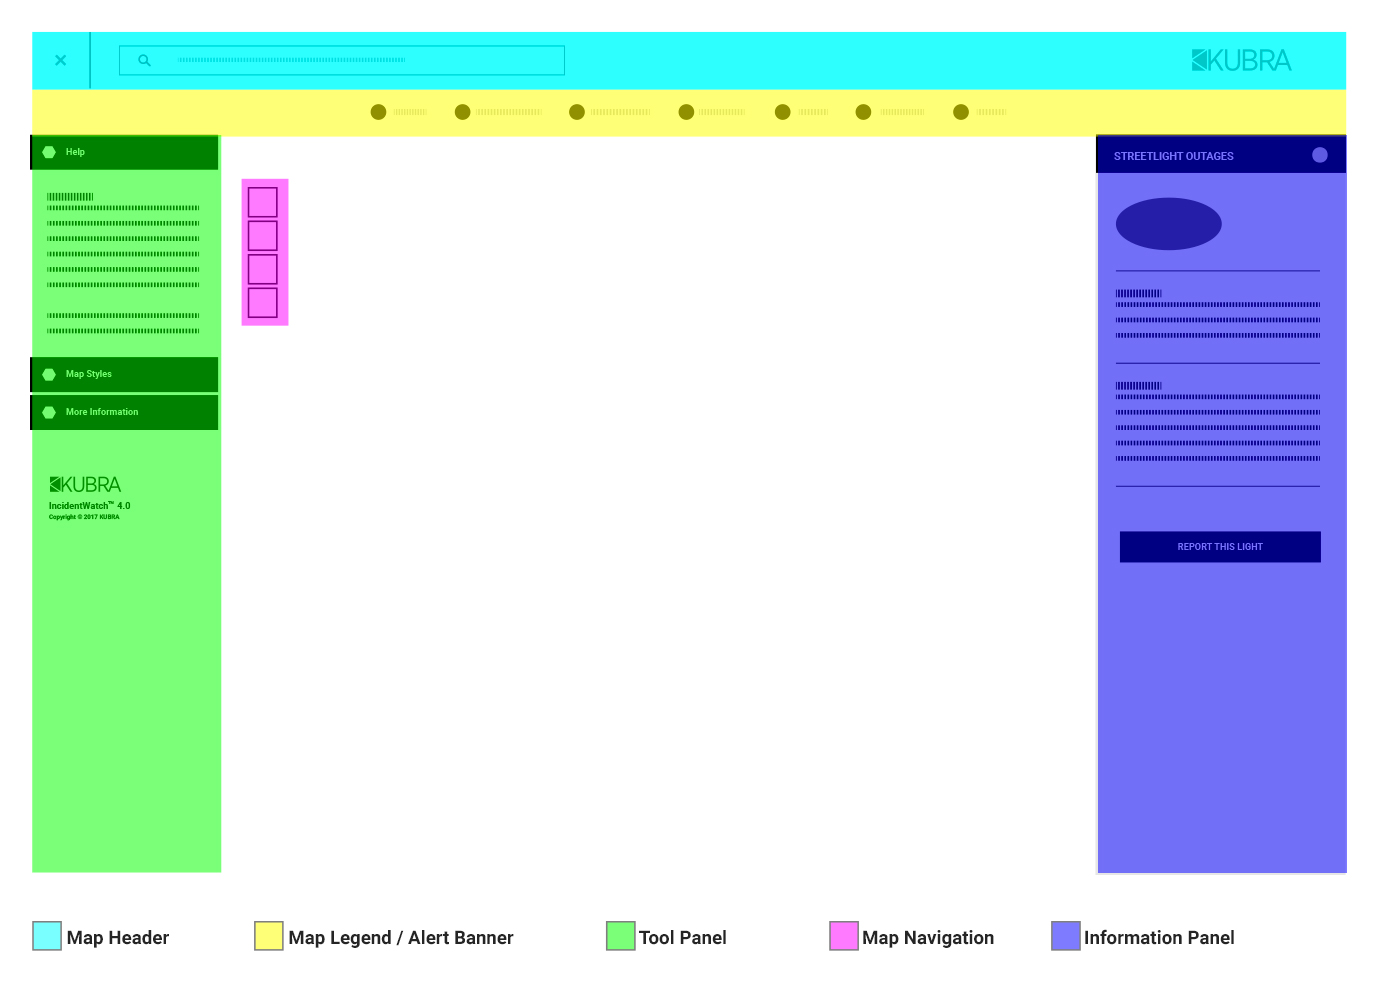 KUBRA
Help
STREETLIGHT OUTAGES
Map Styles
More Information
KUBRA
IncidentWatch™ 4.0
Copyright © 2017 KUBRA
REPORT THIS LIGHT
Map Header
Map Legend / Alert Banner
Tool Panel
Map Navigation
Information Panel